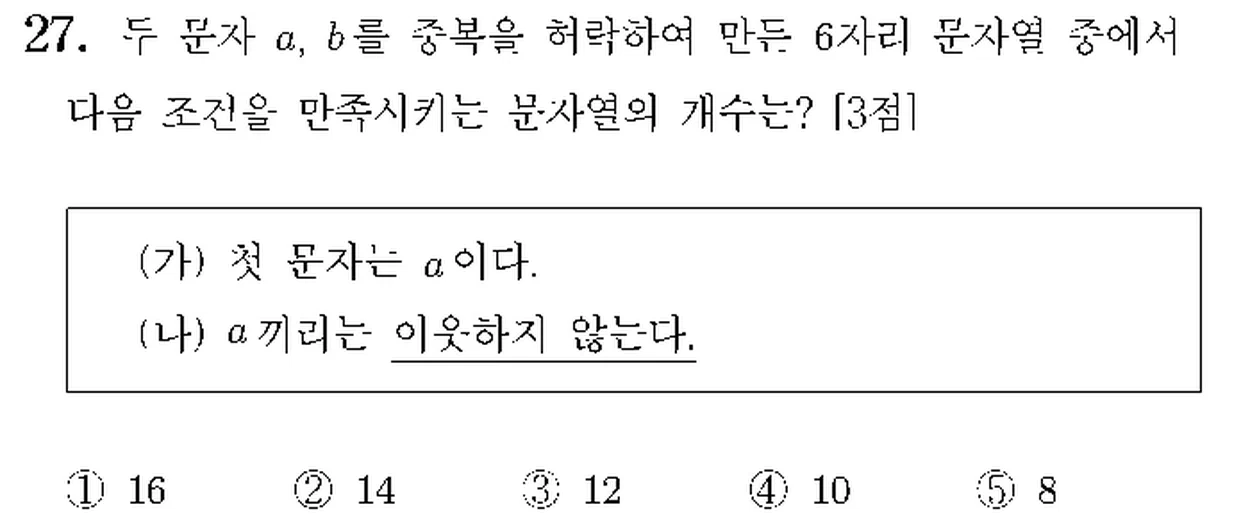 27. 두 문자 a, b를 중복을 허락하여 만든 6자리 문자열 중에서
다음 조건을 만족시키는 문자열의 개수는? [3점]
(가) 첫 문자는 a이다.
(나) a끼리는 이웃하지 않는다.
① 16 ② 14 ③ 12 ④ 10 ⑤ 8